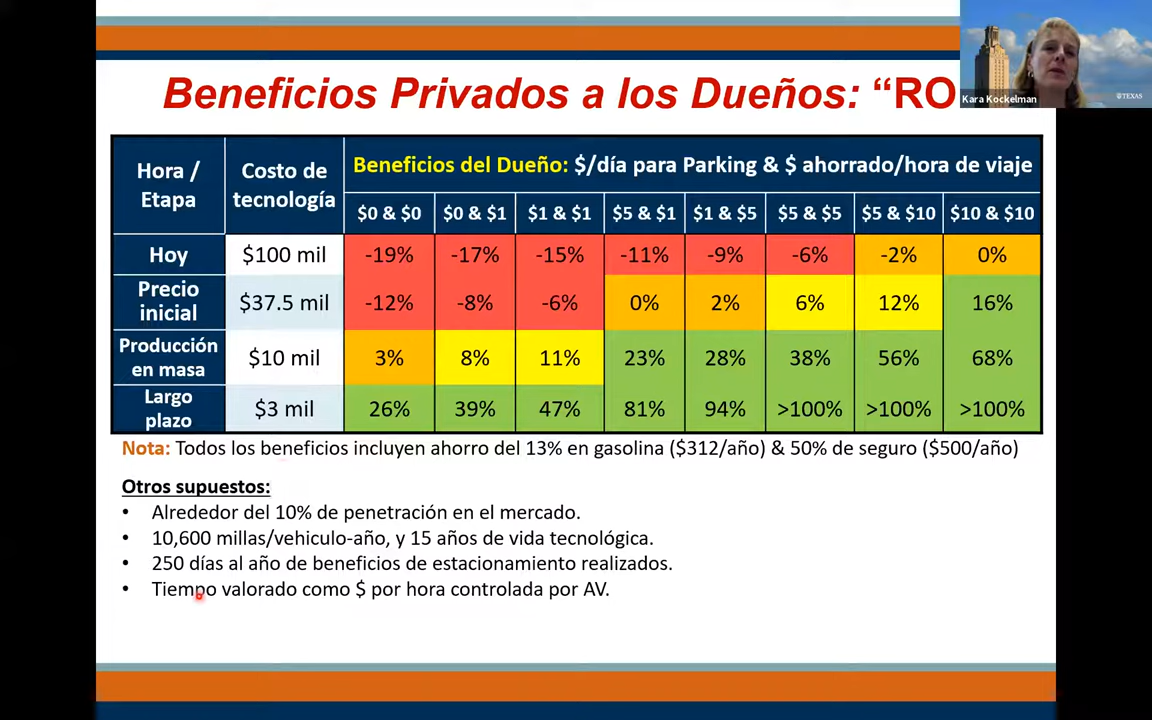 Beneficios Privados a los Dueños: “RO
Kara Kockelman
TEXAS
Hora / Etapa
Costo de tecnología
Beneficios del Dueño: $/día para Parking & $ ahorrado/hora de viaje
$0 & $0 $0 & $1 $1 & $1 $5 & $1 $1 & $5 $5 & $5 $5 & $10 $10 & $10
Hoy $100 mil -19% -17% -15% -11% -9% -6% -2% 0%
Precio inicial $37.5 mil -12% -8% -6% 0% 2% 6% 12% 16%
Producción en masa $10 mil 3% 8% 11% 23% 28% 38% 56% 68%
Largo plazo $3 mil 26% 39% 47% 81% 94% >100% >100% >100%
Nota: Todos los beneficios incluyen ahorro del 13% en gasolina ($312/año) & 50% de seguro ($500/año)
Otros supuestos:
• Alrededor del 10% de penetración en el mercado.
• 10,600 millas/vehiculo-año, y 15 años de vida tecnológica.
• 250 días al año de beneficios de estacionamiento realizados.
• Tiempo valorado como $ por hora controlada por AV.